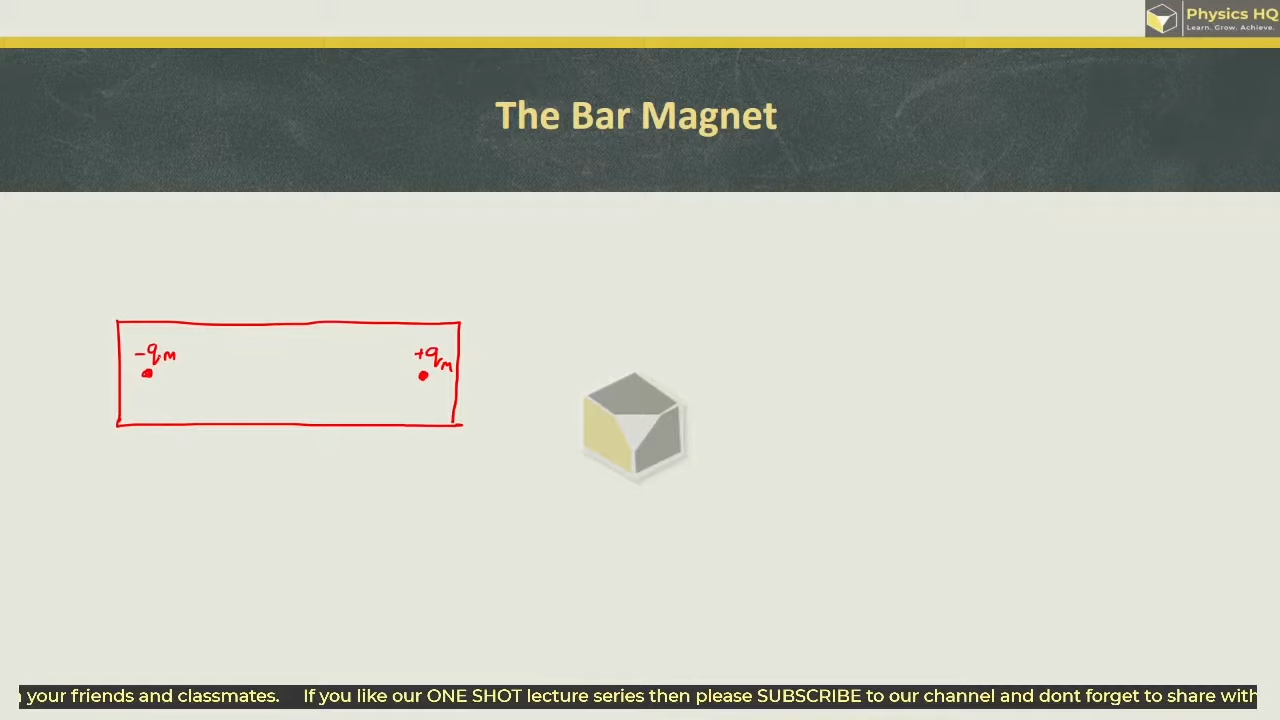 Physics HQ
Learn. Grow. Achieve.
The Bar Magnet
-qm
+qm
your friends and classmates. If you like our ONE SHOT lecture series then please SUBSCRIBE to our channel and dont forget to share with